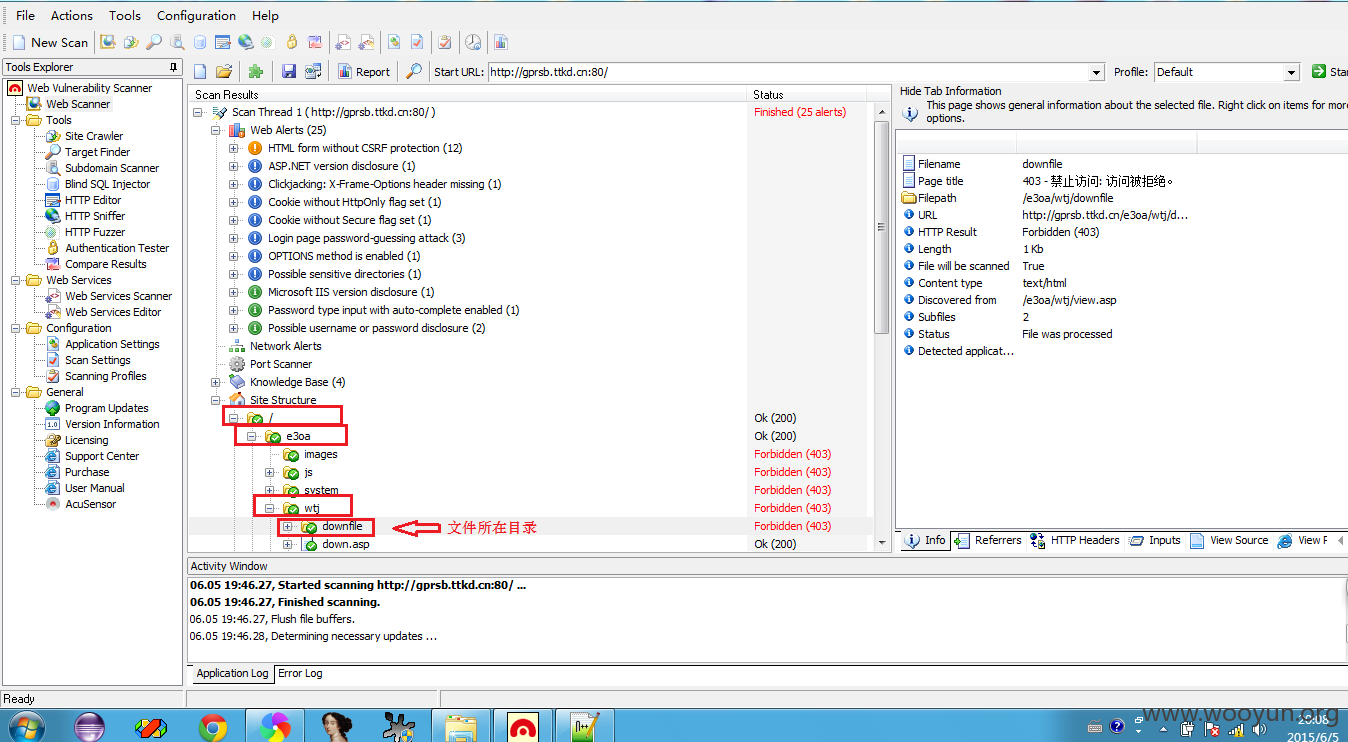 File Actions Tools Configuration Help
New Scan
Tools Explorer
Web Vulnerability Scanner
Web Scanner
Tools
Site Crawler
Target Finder
Subdomain Scanner
Blind SQL Injector
HTTP Editor
HTTP Sniffer
HTTP Fuzzer
Authentication Tester
Compare Results
Web Services
Web Services Scanner
Web Services Editor
Configuration
Application Settings
Scan Settings
Scanning Profiles
General
Program Updates
Version Information
Licensing
Support Center
Purchase
User Manual
AcuSensor
Report Start URL: http://gprsb.ttkd.cn:80/ Profile: Default Star
Scan Results Status
Scan Thread 1 ( http://gprsb.ttkd.cn:80/ ) Finished (25 alerts)
Web Alerts (25)
HTML form without CSRF protection (12)
ASP.NET version disclosure (1)
Clickjacking: X-Frame-Options header missing (1)
Cookie without HttpOnly flag set (1)
Cookie without Secure flag set (1)
Login page password-guessing attack (3)
OPTIONS method is enabled (1)
Possible sensitive directories (1)
Microsoft IIS version disclosure (1)
Password type input with auto-complete enabled (1)
Possible username or password disclosure (2)
Network Alerts
Port Scanner
Knowledge Base (4)
Site Structure
/ Ok (200)
e3oa Ok (200)
images Forbidden (403)
js Forbidden (403)
system Forbidden (403)
wtj Forbidden (403)
downfile 文件所在目录 Forbidden (403)
down.asp Ok (200)
Hide Tab Information
This page shows general information about the selected file. Right click on items for more
options.
Filename downfile
Page title 403 - 禁止访问: 访问被拒绝。
Filepath /e3oa/wtj/downfile
URL http://gprsb.ttkd.cn/e3oa/wtj/d...
HTTP Result Forbidden (403)
Length 1 Kb
File will be scanned True
Content type text/html
Discovered from /e3oa/wtj/view.asp
Subfiles 2
Status File was processed
Detected applicat...
Info Referrers HTTP Headers Inputs View Source View P
Activity Window
06.05 19:46.27, Started scanning http://gprsb.ttkd.cn:80/ ...
06.05 19:46.27, Finished scanning.
06.05 19:46.27, Flush file buffers.
06.05 19:46.28, Determining necessary updates ...
Application Log Error Log
Ready
www.wooyun.org
20:08
2015/6/5